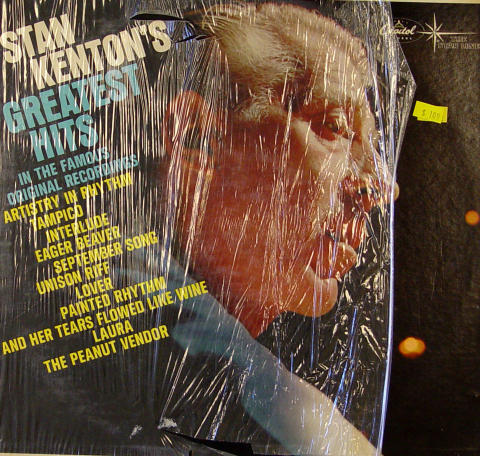 STAN
KENTON'S
GREATEST
HITS
IN THE FAMOUS
ORIGINAL RECORDINGS
ARTISTRY IN RHYTHM
TAMPICO
INTERLUDE
EAGER BEAVER
SEPTEMBER SONG
UNISON RIFF
LOVER
PAINTED RHYTHM
AND HER TEARS FLOWED LIKE WINE
LAURA
THE PEANUT VENDOR
Capitol
RECORDS